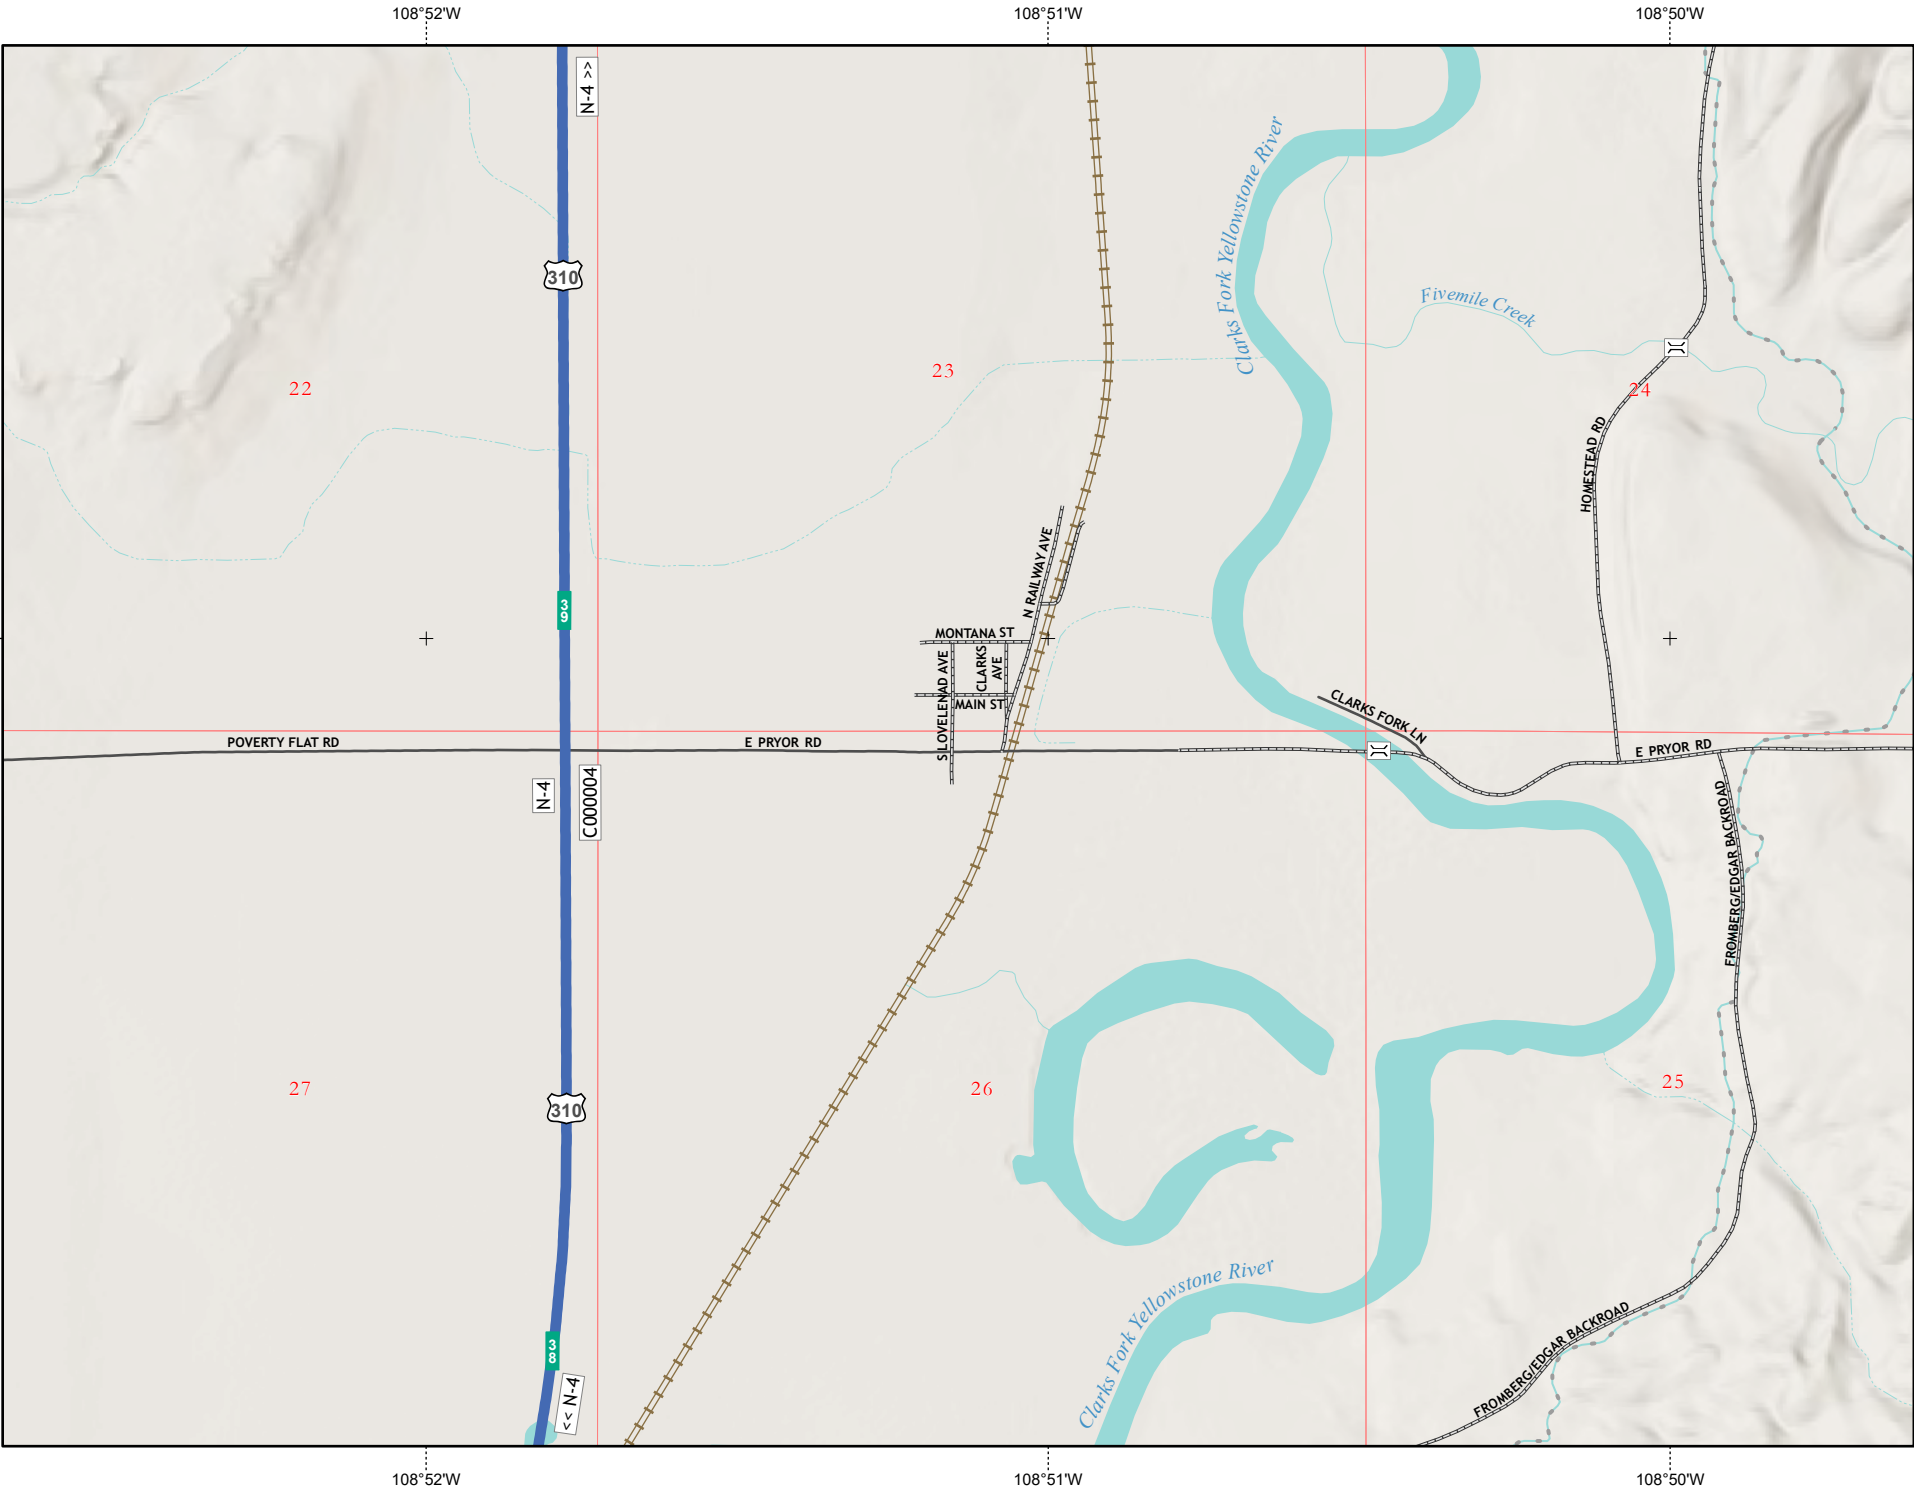 108°52'W 108°51'W 108°50'W
N-4 >>
Clarks Fork Yellowstone River
310
Fivemile Creek
22
23
24
HOMESTEAD RD
N RAILWAY AVE
39
MONTANA ST
CLARKS
AVE
S LOVELENAD AVE
MAIN ST
CLARKS FORK LN
POVERTY FLAT RD
E PRYOR RD
E PRYOR RD
N-4
C000004
FROMBERG/EDGAR BACKROAD
27
310
26
25
Clarks Fork Yellowstone River
FROMBERG/EDGAR BACKROAD
38
<< N-4
108°52'W 108°51'W 108°50'W